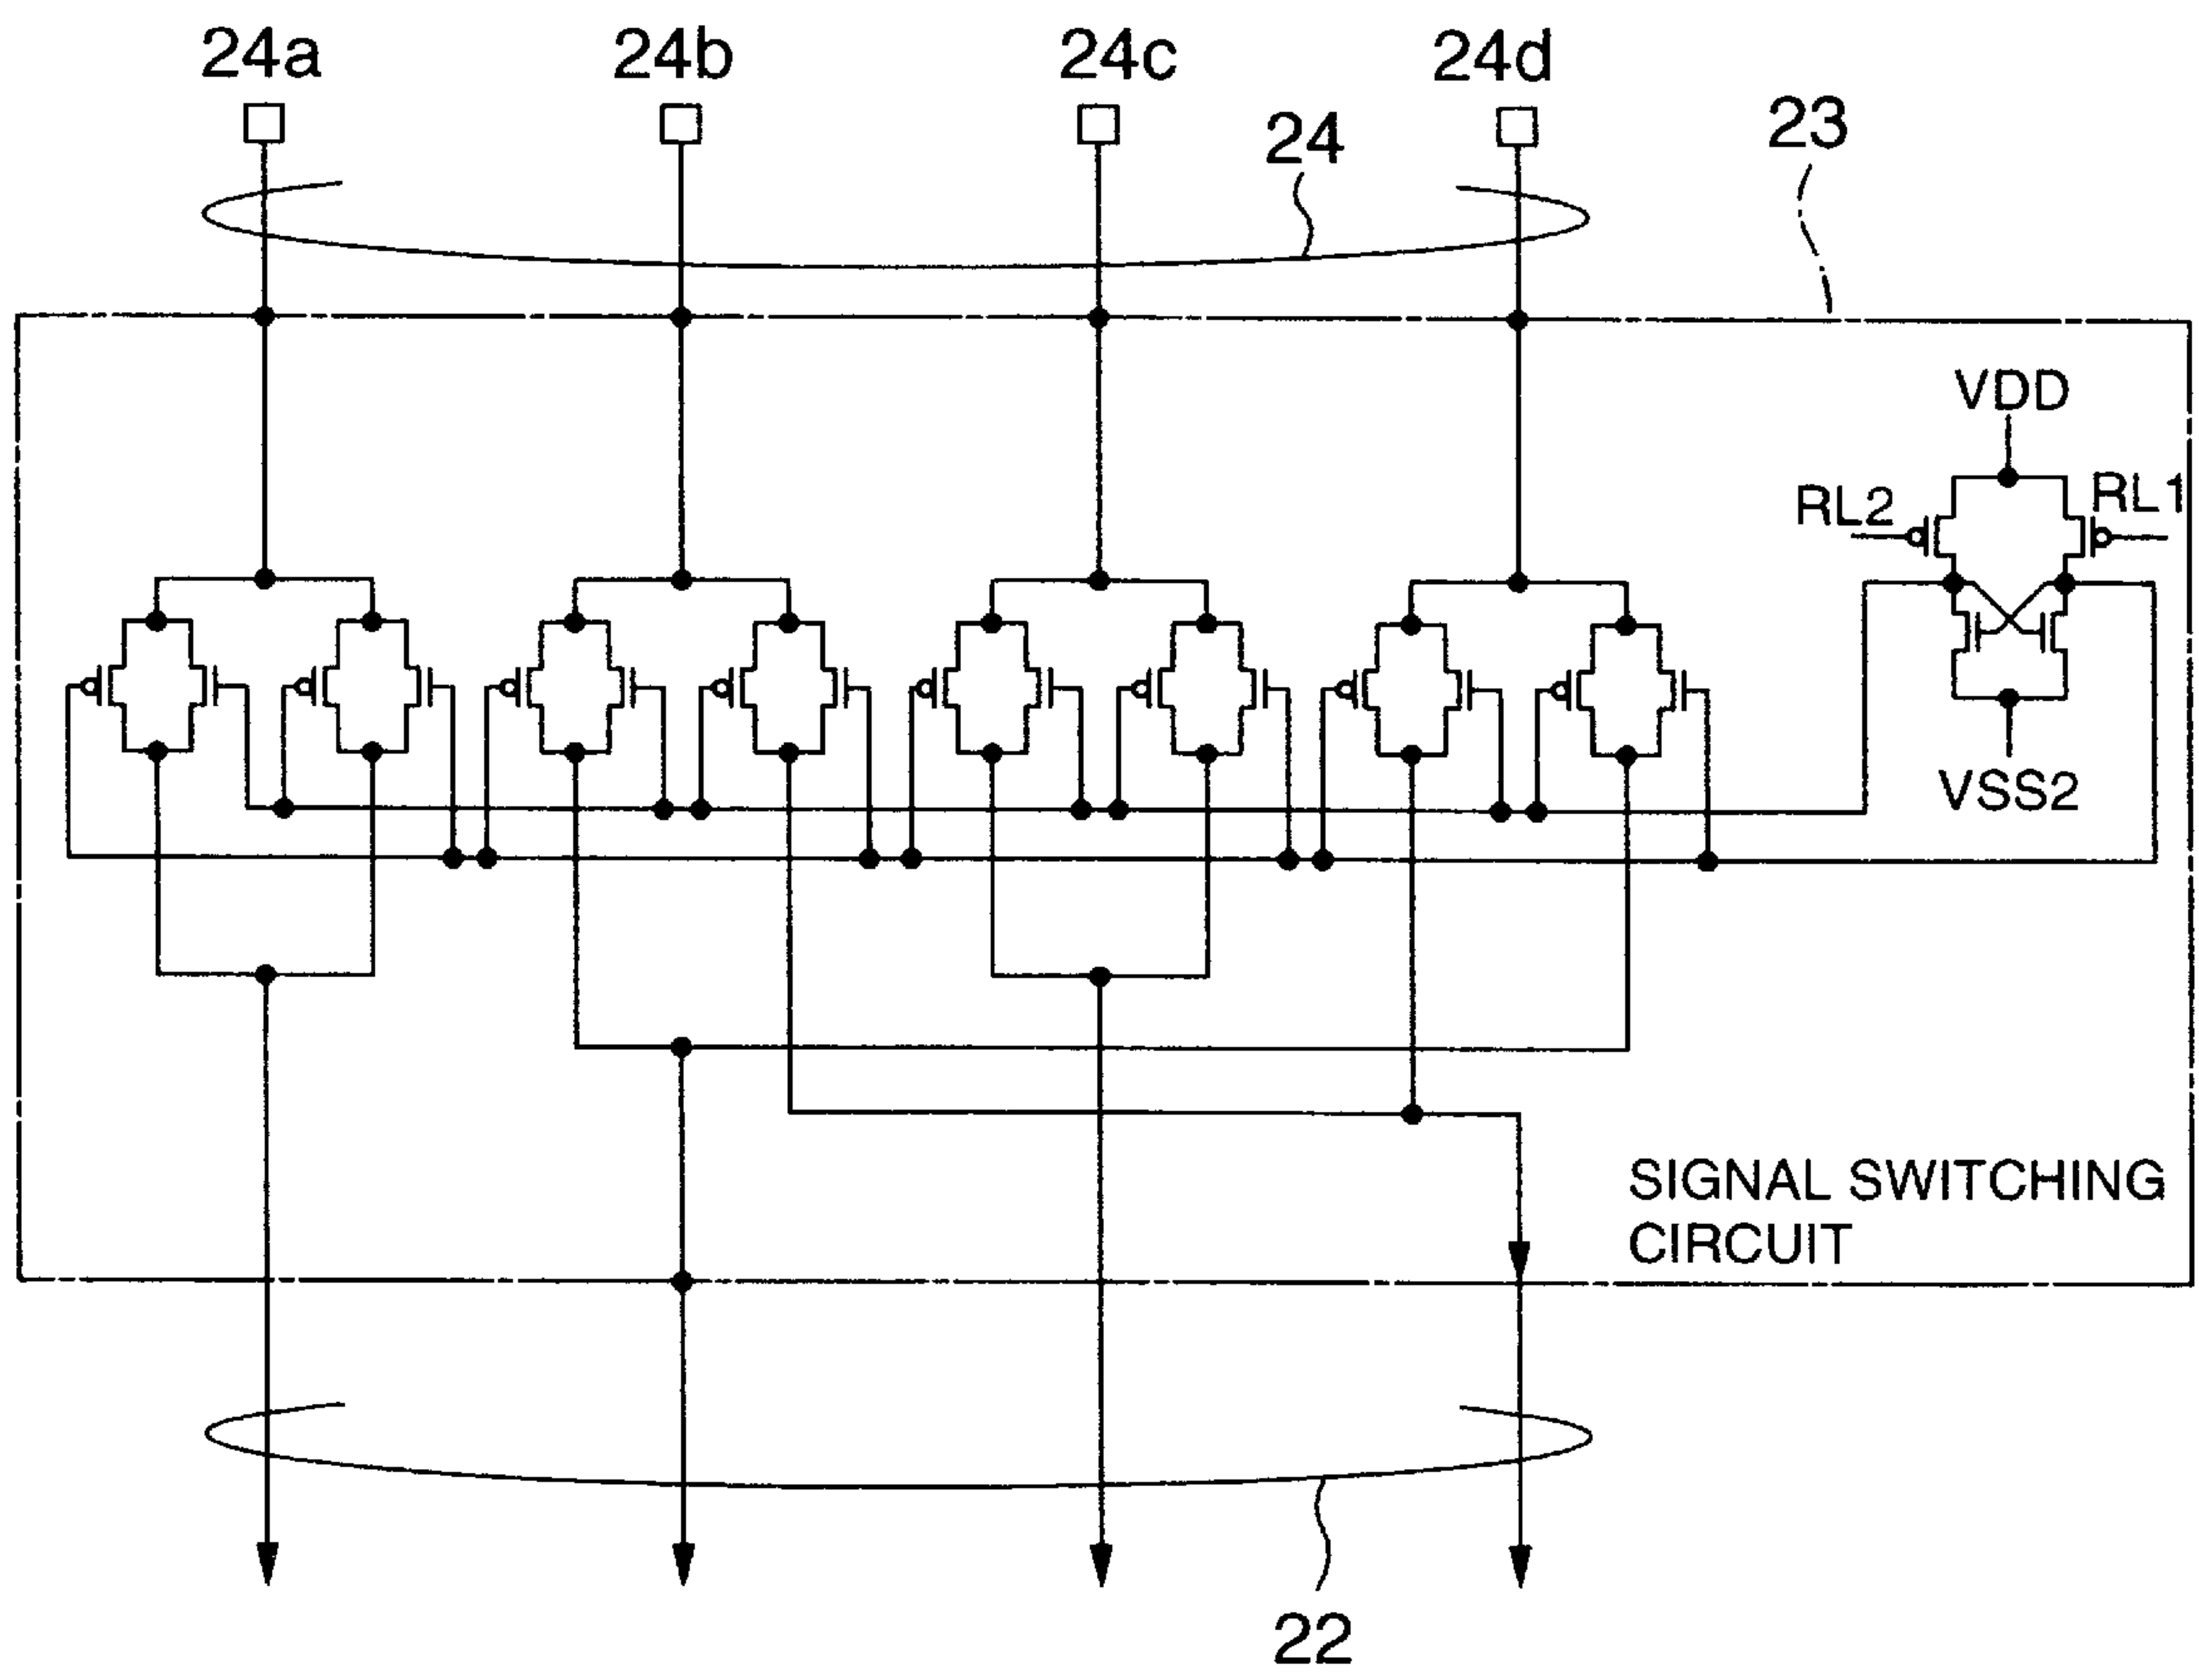 24a 24b 24c 24d
24
23
VDD
RL2 RL1
VSS2
SIGNAL SWITCHING
CIRCUIT
22